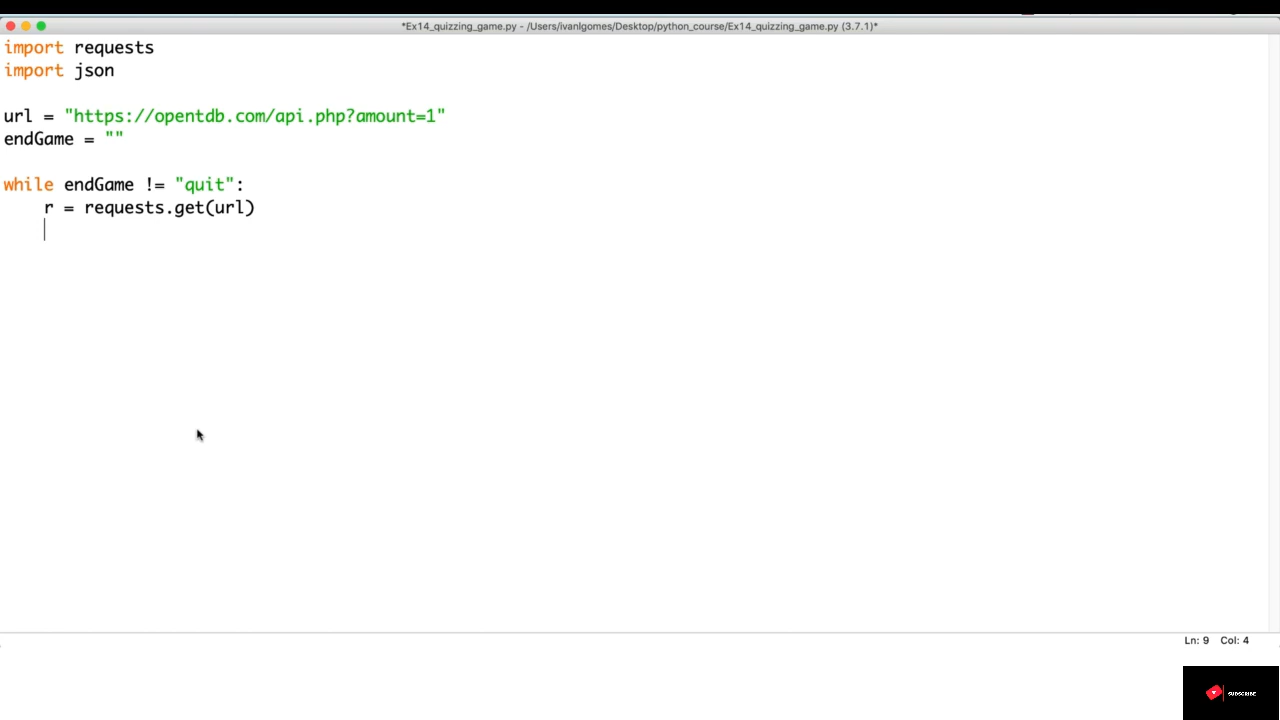 *Ex14_quizzing_game.py - /Users/ivanlgomes/Desktop/python_course/Ex14_quizzing_game.py (3.7.1)*
import requests
import json
url = "https://opentdb.com/api.php?amount=1"
endGame = ""
while endGame != "quit":
    r = requests.get(url)
Ln: 9 Col: 4
SUBSCRIBE